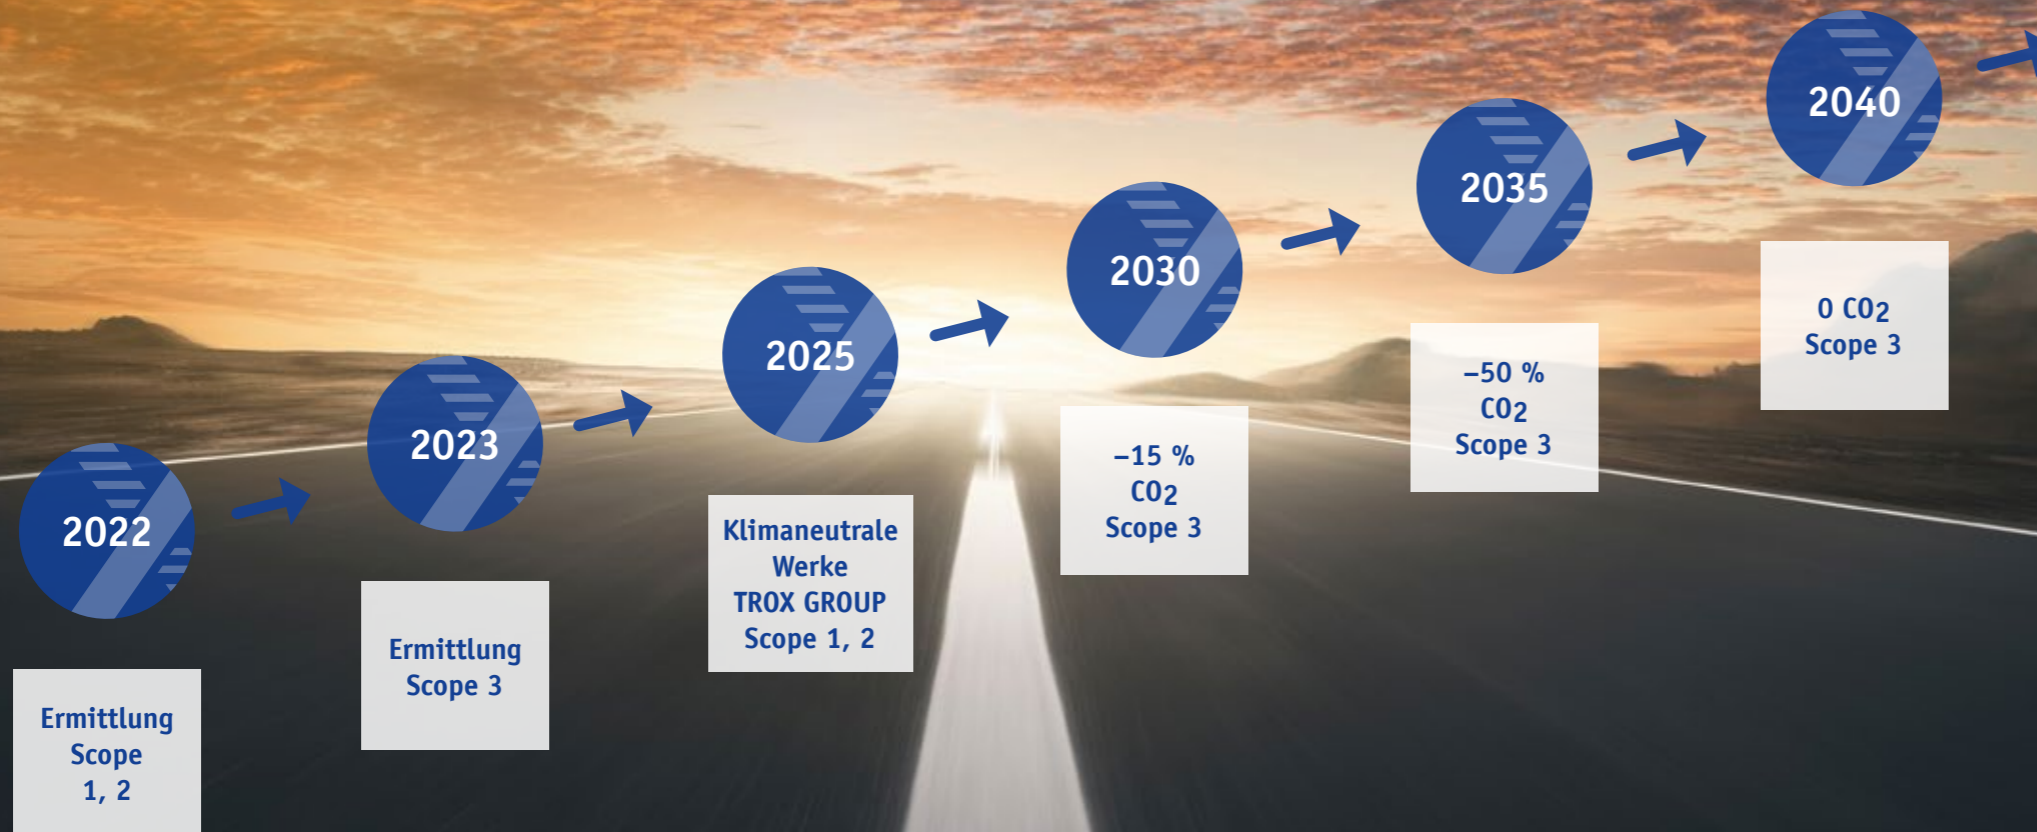 2022
Ermittlung
Scope
1, 2
2023
Ermittlung
Scope 3
2025
Klimaneutrale
Werke
TROX GROUP
Scope 1, 2
2030
–15 %
CO2
Scope 3
2035
–50 %
CO2
Scope 3
2040
0 CO2
Scope 3